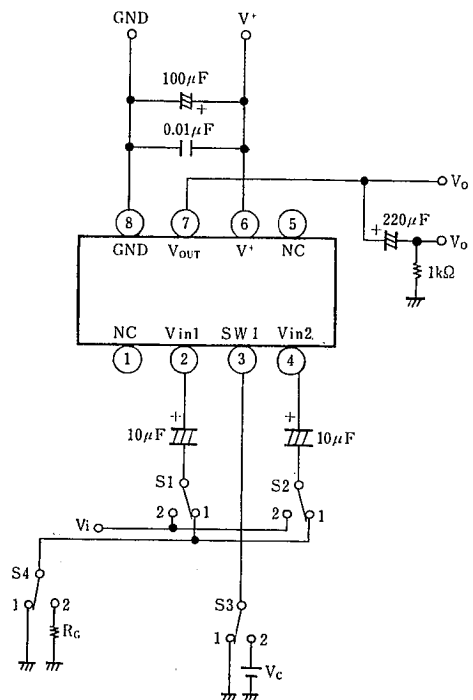 GND V⁺
100μF
+
0.01μF
Vo
8 7 6 5
+ 220μF
Vo
GND VOUT V⁺ NC
1kΩ
NC Vin1 SW1 Vin2
1 2 3 4
+ +
10μF 10μF
S1 S2
2 1 2 1
Vi
S4
1 2
S3
RG
1 2
Vc